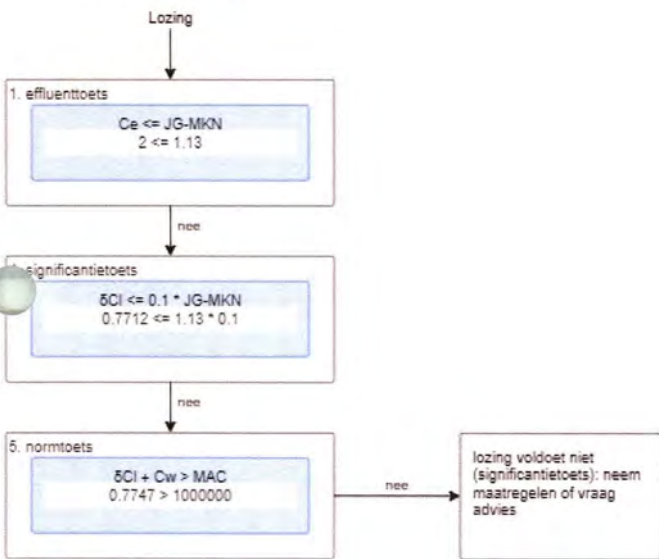 Lozing
1. effluenttoets
Ce <= JG-MKN
2 <= 1.13
nee
significantietoets
δCl <= 0.1 * JG-MKN
0.7712 <= 1.13 * 0.1
nee
5. normtoets
δCl + Cw > MAC
0.7747 > 1000000
nee
lozing voldoet niet
(significantietoets): neem
maatregelen of vraag
advies